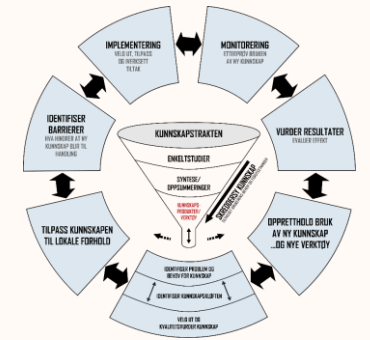 IMPLEMENTERING
VELG UT, TILPASS
OG IVERKSETT
TILTAK
MONITORERING
ETTERPRØV BRUKEN
AV NY KUNNSKAP
IDENTIFISER
BARRIERER
HVA HINDRER AT NY
KUNNSKAP BLIR TIL
HANDLING
VURDER RESULTATER
EVALUER EFFEKT
KUNNSKAPSTRAKTEN
ENKELTSTUDIER
SYNTESE/
OPPSUMMERINGER
KUNNSKAPS-
PRODUKTER/
VERKTØY
SKREDDERSY KUNNSKAP
TILPASS KUNNSKAPEN
TIL LOKALE FORHOLD
OPPRETTHOLD BRUK
AV NY KUNNSKAP
...OG NYE VERKTØY
IDENTIFISER PROBLEM OG
BEHOV FOR KUNNSKAP
IDENTIFISER KUNNSKAPSKLØFTEN
VELG UT OG
KVALITETSVURDER KUNNSKAP